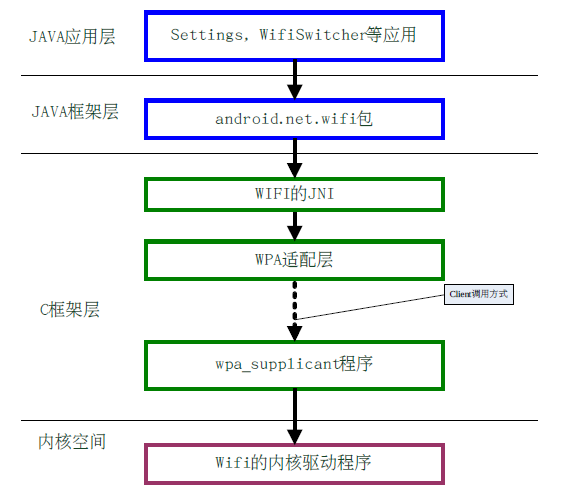 JAVA应用层
Settings, WifiSwitcher等应用
JAVA框架层
android.net.wifi包
WIFI的JNI
WPA适配层
Client调用方式
C框架层
wpa_supplicant程序
内核空间
Wifi的内核驱动程序